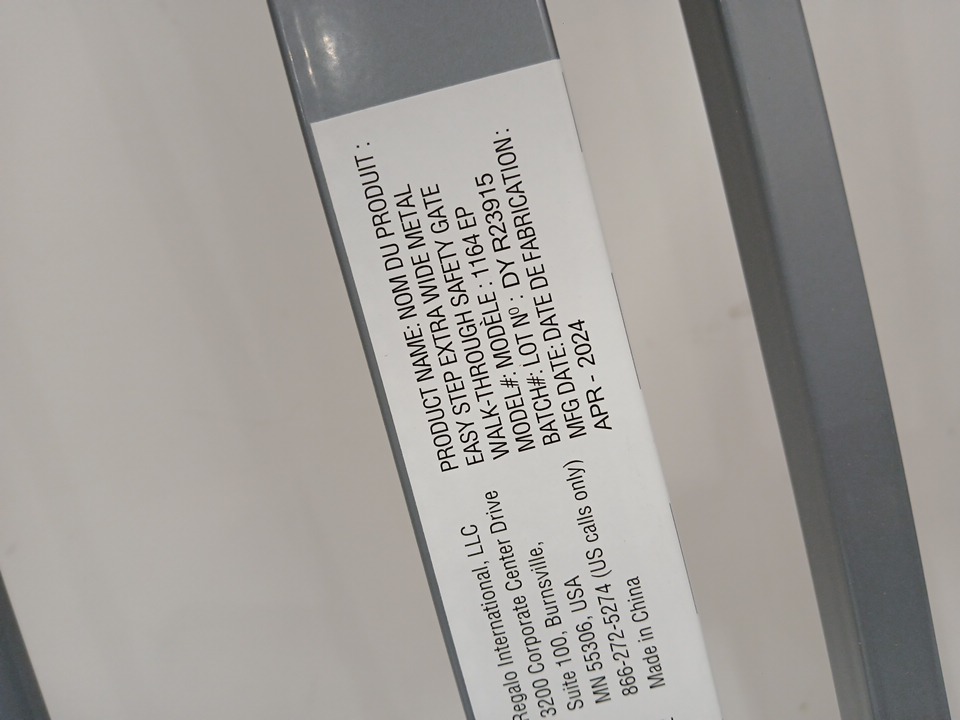 Regalo International, LLC
3200 Corporate Center Drive
Suite 100, Burnsville,
MN 55306, USA
866-272-5274 (US calls only)
Made in China
PRODUCT NAME: NOM DU PRODUIT :
EASY STEP EXTRA WIDE METAL
WALK-THROUGH SAFETY GATE
MODEL#: MODÈLE : 1164 EP
BATCH#: LOT Nº : DY R23915
MFG DATE: DATE DE FABRICATION :
APR - 2024